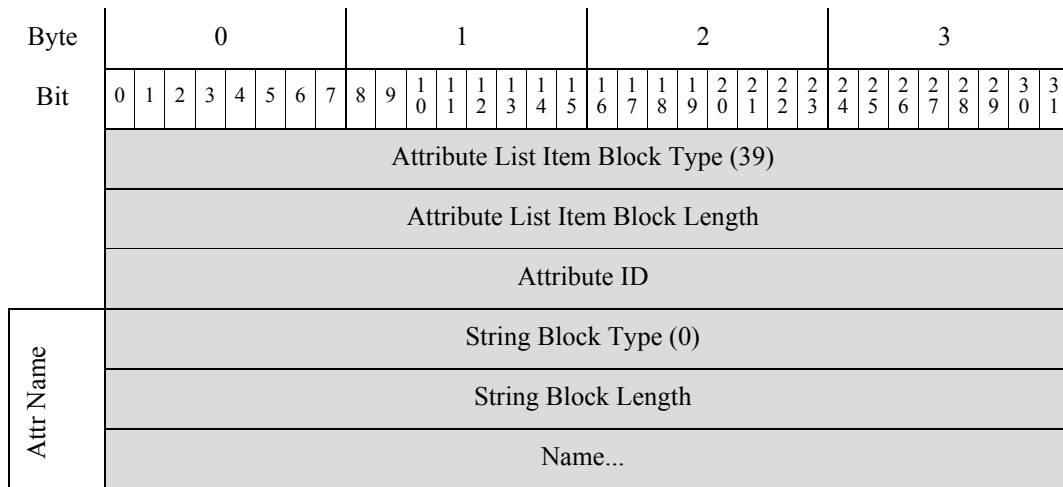 Byte 0 1 2 3
Bit 0 1 2 3 4 5 6 7 8 9 10 11 12 13 14 15 16 17 18 19 20 21 22 23 24 25 26 27 28 29 30 31
Attribute List Item Block Type (39)
Attribute List Item Block Length
Attribute ID
Attr Name
String Block Type (0)
String Block Length
Name...